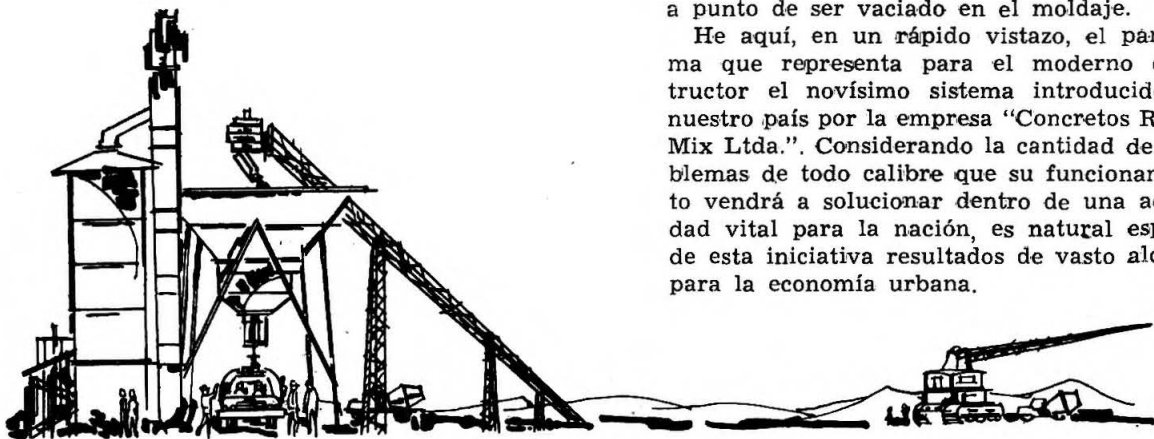 a punto de ser vaciado en el moldaje.
He aquí, en un rápido vistazo, el
ma que representa para el moderno
tructor el novísimo sistema introducid
nuestro país por la empresa “Concretos R
Mix Ltda.”. Considerando la cantidad de
blemas de todo calibre que su funcionar
to vendrá a solucionar dentro de una a
dad vital para la nación, es natural esp
de esta iniciativa resultados de vasto alc
para la economía urbana.